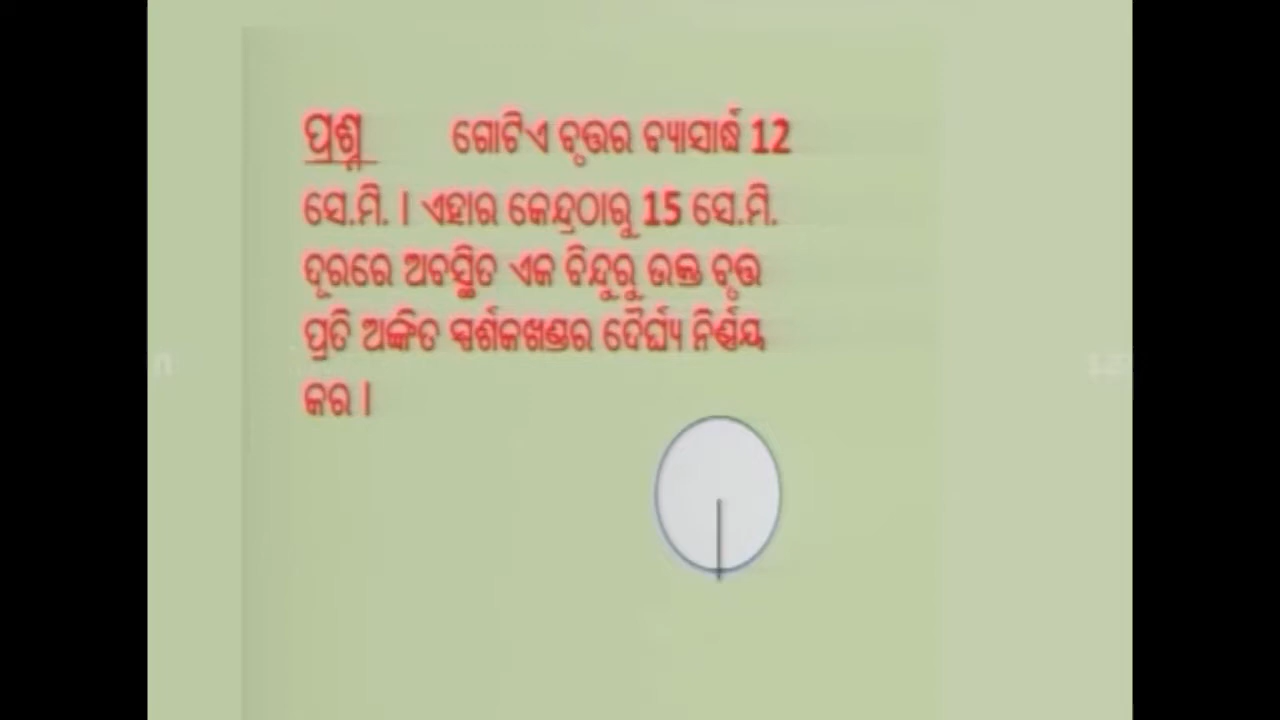 ପ୍ରଶ୍ନ ଗୋଟିଏ ବୃତ୍ତର ବ୍ୟାସାର୍ଦ୍ଧ 12
ସେ.ମି. । ଏହାର କେନ୍ଦ୍ରଠାରୁ 15 ସେ.ମି.
ଦୂରରେ ଅବସ୍ଥିତ ଏକ ବିନ୍ଦୁରୁ ଉକ୍ତ ବୃତ୍ତ
ପ୍ରତି ଅଙ୍କିତ ସ୍ପର୍ଶକଖଣ୍ଡର ଦୈର୍ଘ୍ୟ ନିର୍ଣ୍ଣୟ
କର ।